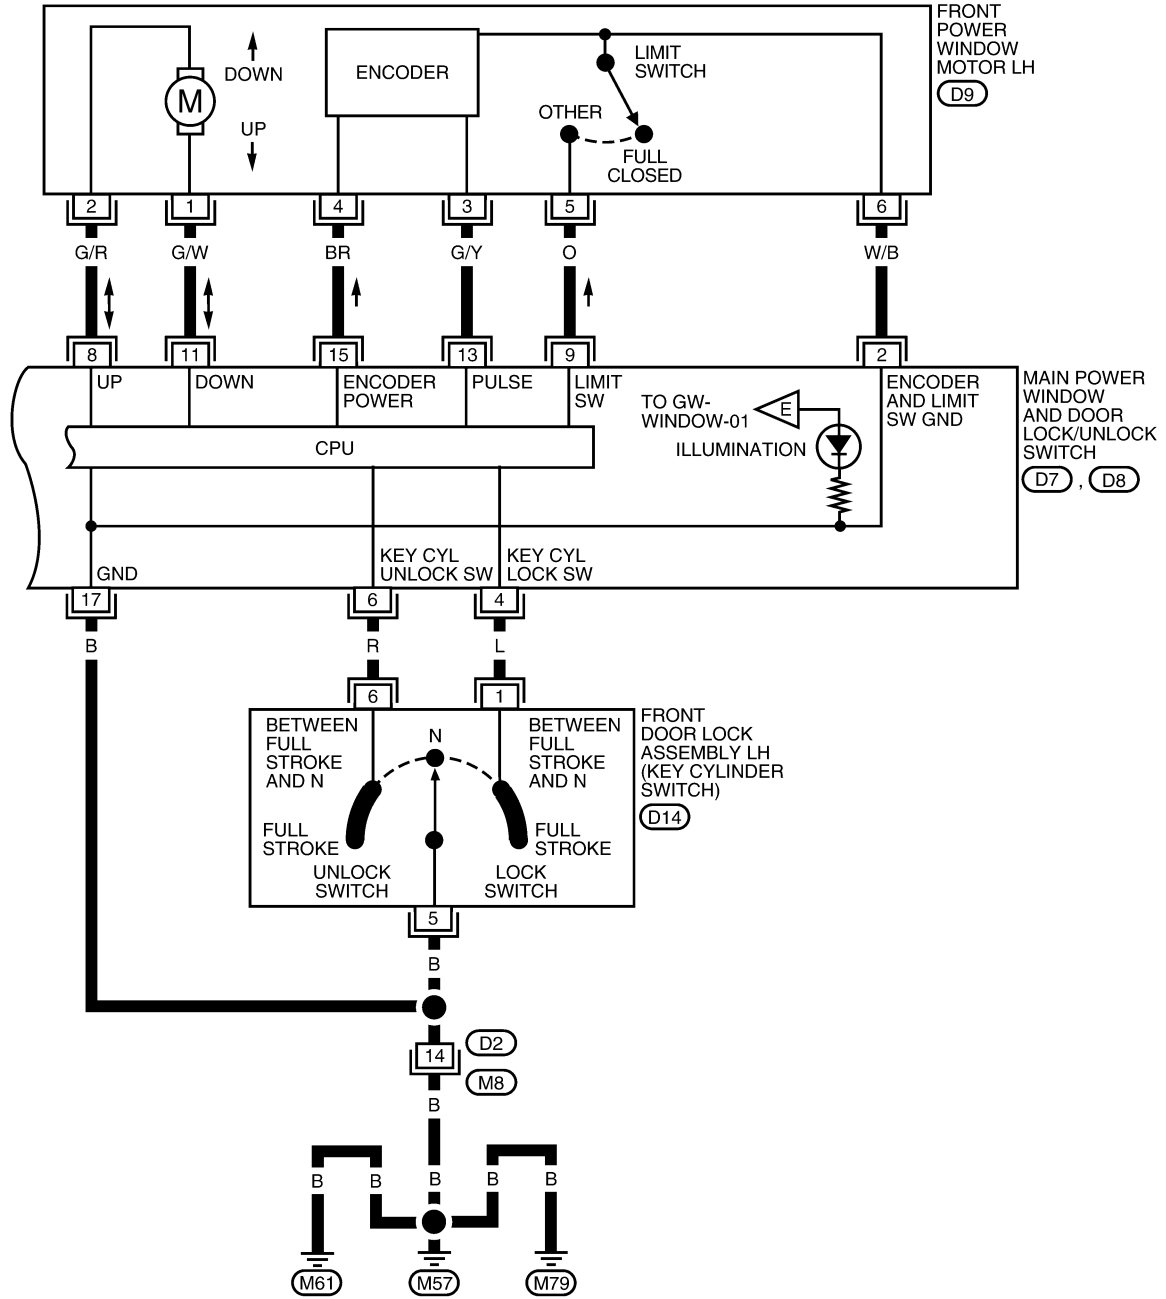 FRONT
POWER
WINDOW
MOTOR LH
D9
M
DOWN
UP
ENCODER
LIMIT
SWITCH
OTHER
FULL
CLOSED
2
1
4
3
5
6
G/R
G/W
BR
G/Y
O
W/B
8
11
15
13
9
2
UP
DOWN
ENCODER
POWER
PULSE
LIMIT
SW
TO GW-
WINDOW-01
E
ILLUMINATION
ENCODER
AND LIMIT
SW GND
MAIN POWER
WINDOW
AND DOOR
LOCK/UNLOCK
SWITCH
D7 , D8
CPU
GND
KEY CYL
UNLOCK SW
KEY CYL
LOCK SW
17
6
4
B
R
L
6
1
BETWEEN
FULL
STROKE
AND N
N
BETWEEN
FULL
STROKE
AND N
FULL
STROKE
FULL
STROKE
UNLOCK
SWITCH
LOCK
SWITCH
FRONT
DOOR LOCK
ASSEMBLY LH
(KEY CYLINDER
SWITCH)
D14
5
B
14
D2
M8
B
B
B
B
B
B
M61
M57
M79